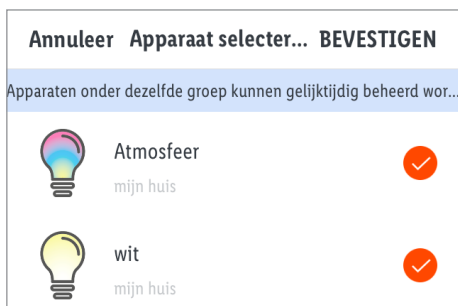 Annuleer Apparaat selecter... BEVESTIGEN
Apparaten onder dezelfde groep kunnen gelijktijdig beheerd wor...
Atmosfeer
mijn huis
wit
mijn huis